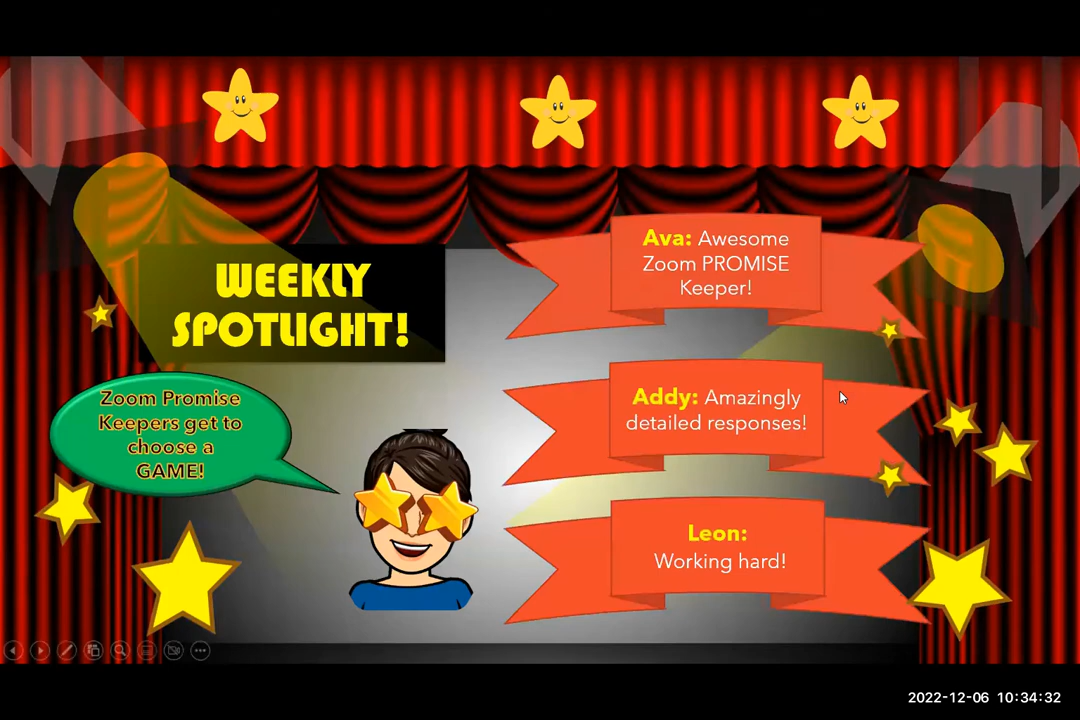 WEEKLY
SPOTLIGHT!
Zoom Promise
Keepers get to
choose a
GAME!
Ava: Awesome
Zoom PROMISE
Keeper!
Addy: Amazingly
detailed responses!
Leon:
Working hard!
2022-12-06 10:34:32